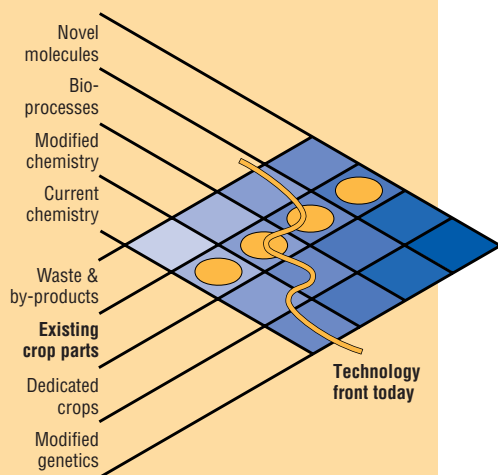 Novel
molecules
Bio-
processes
Modified
chemistry
Current
chemistry
Waste &
by-products
Existing
crop parts
Dedicated
crops
Modified
genetics
Technology
front today